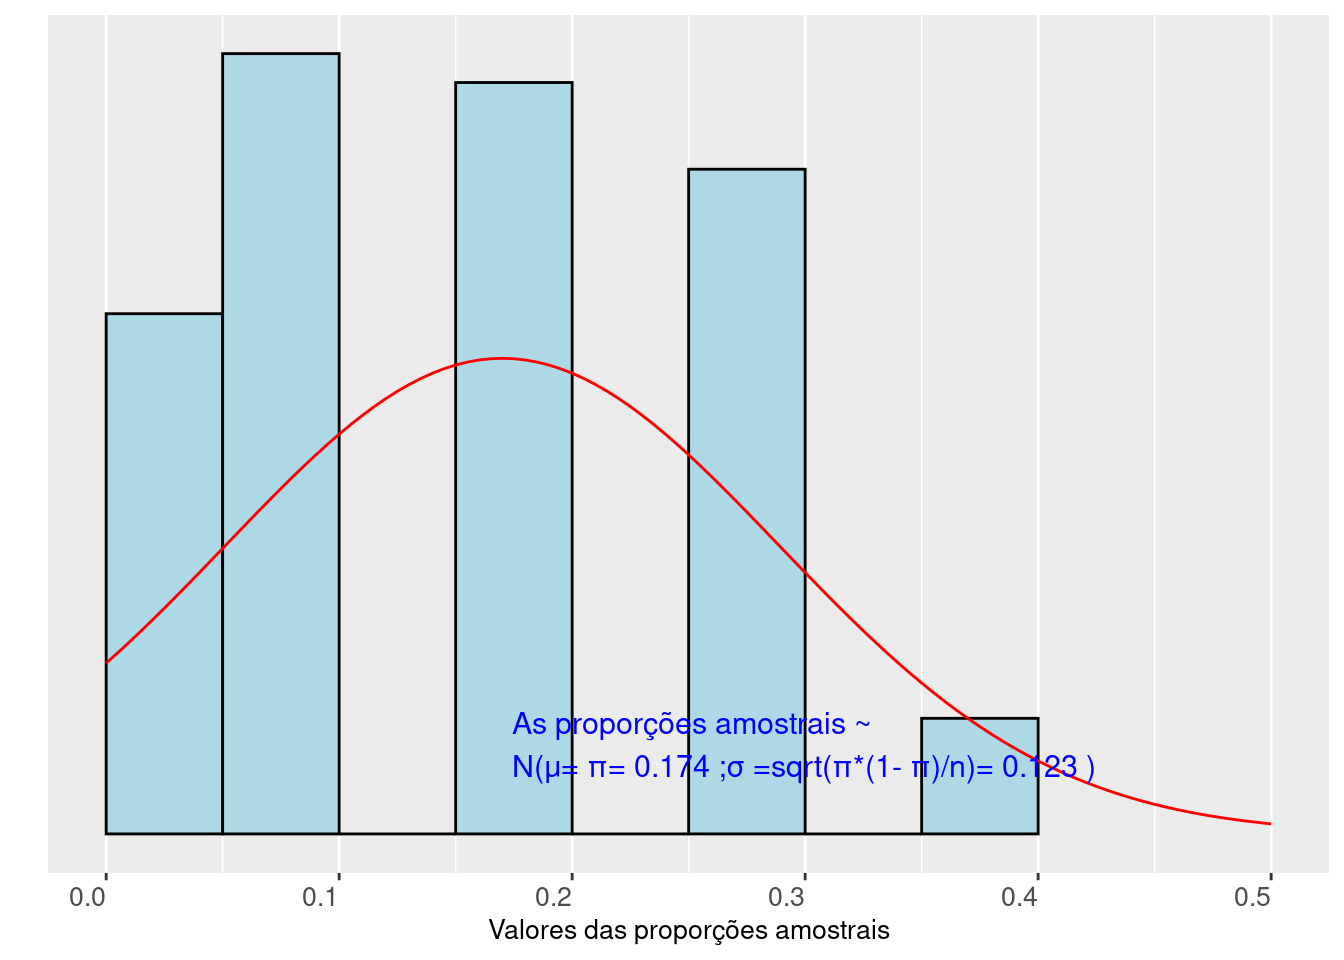 As proporções amostrais ~
N(μ= π= 0.174 ;σ =sqrt(π*(1- π)/n)= 0.123 )
0.0 0.1 0.2 0.3 0.4 0.5
Valores das proporções amostrais